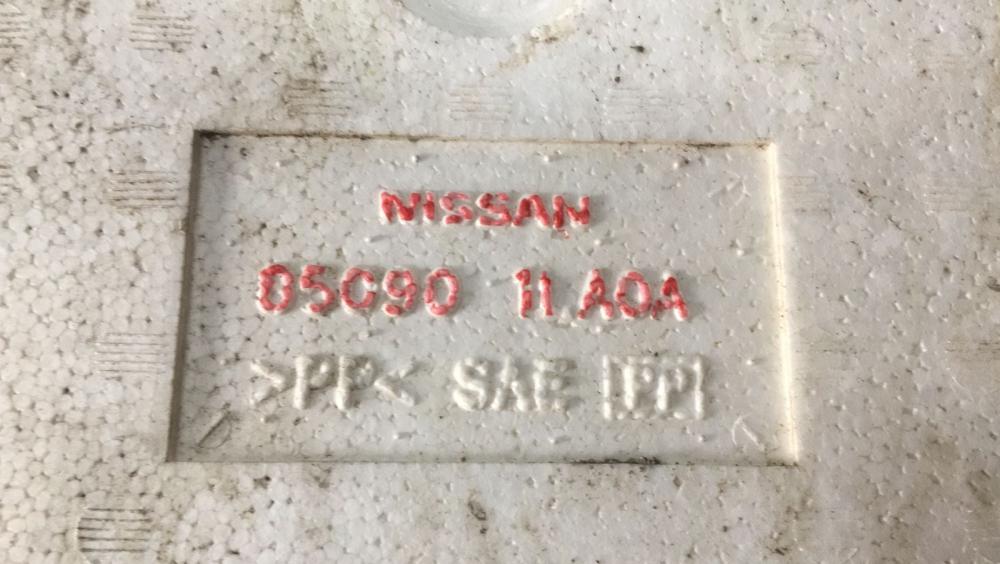 NISSAN
05C90 1LA0A
>PP< SAE |PP|